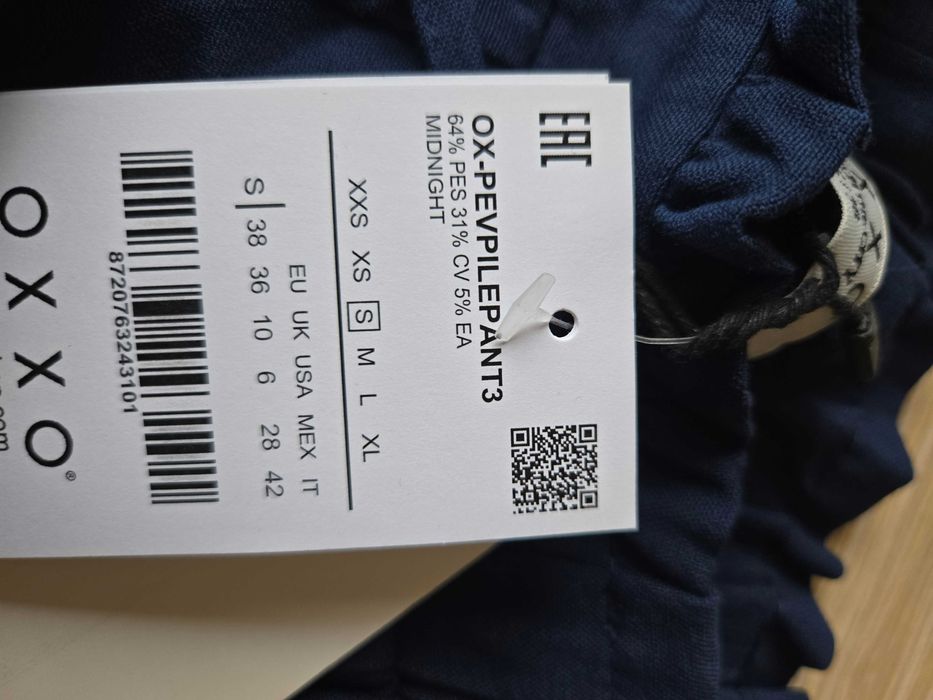 EAC
OX-PEVPILEPANT3
64% PES 31% CV 5% EA
MIDNIGHT
XXS XS S M L XL
EU UK USA MEX IT
S| 38 36 10 6 28 42
8720763243101
OXXO®